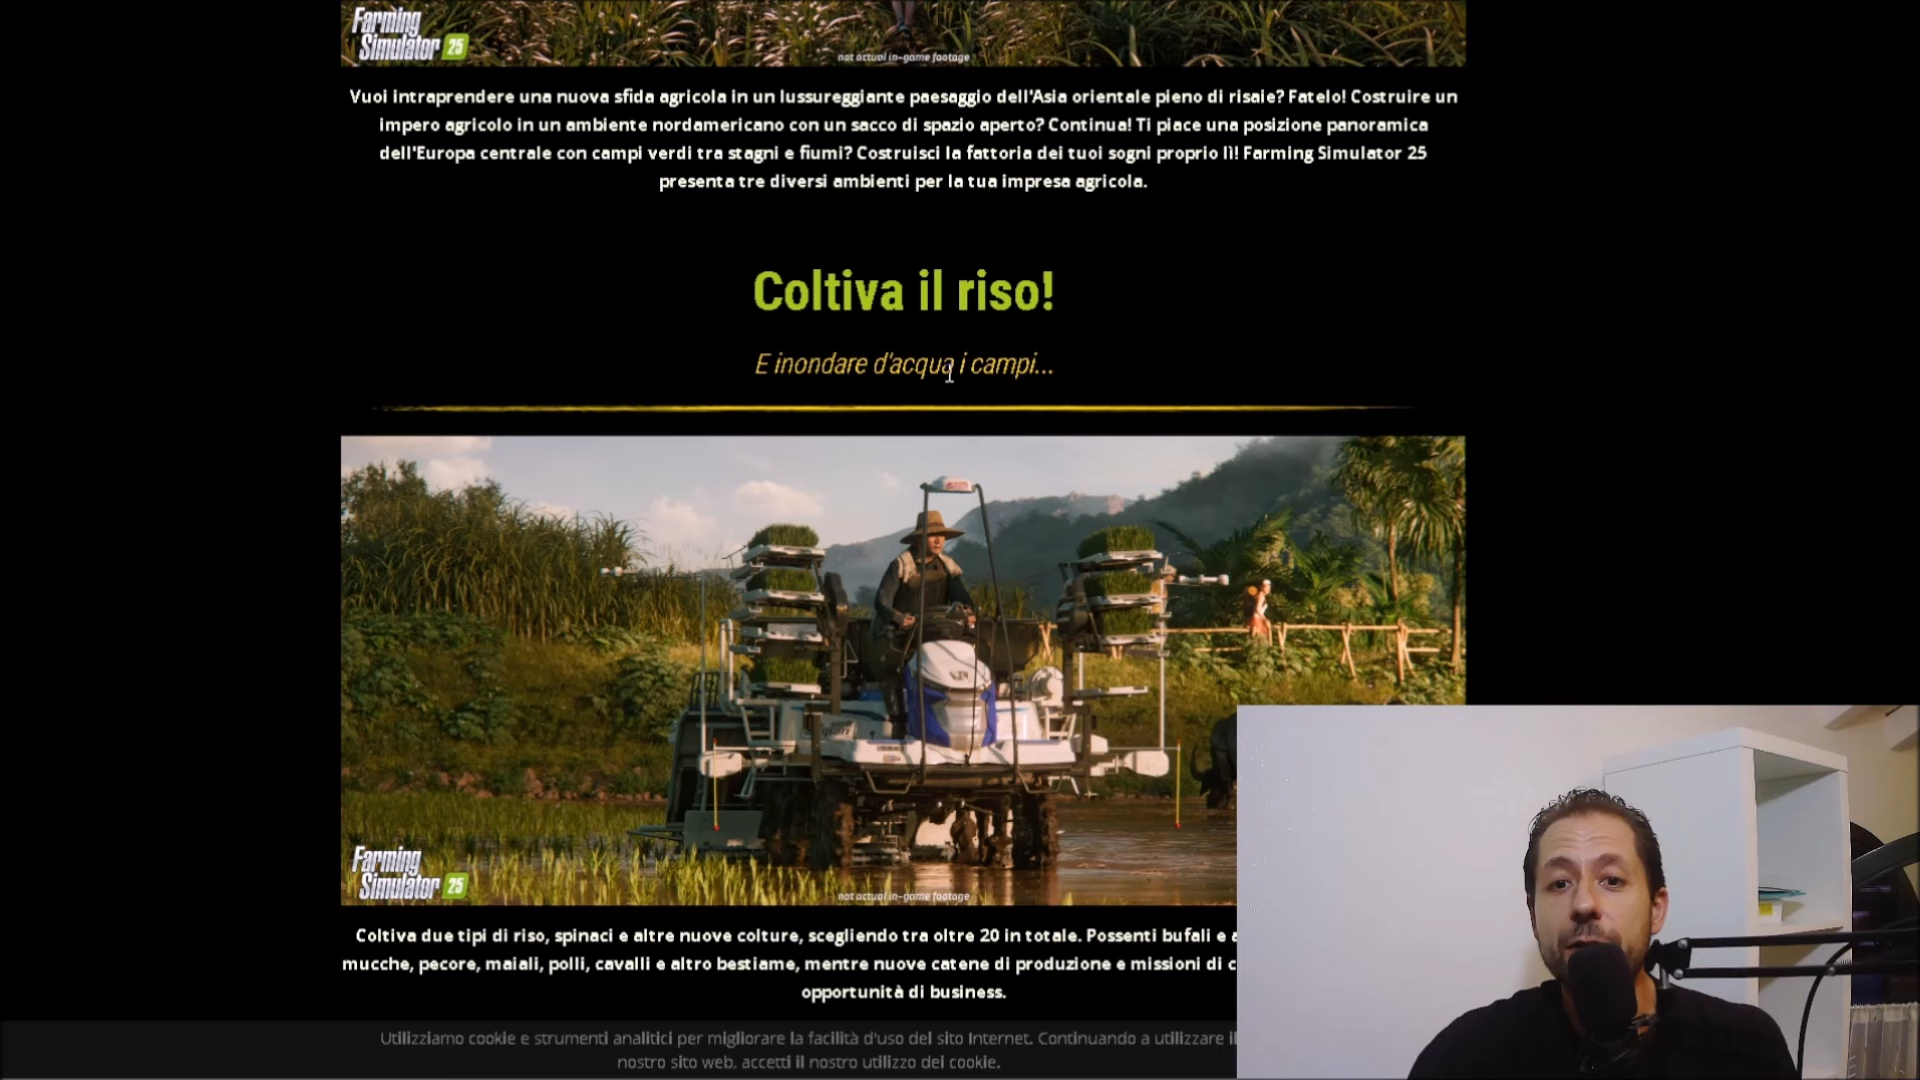 Farming
Simulator 25
not actual in-game footage
Vuoi intraprendere una nuova sfida agricola in un lussureggiante paesaggio dell'Asia orientale pieno di risaie? Fatelo! Costruire un
impero agricolo in un ambiente nordamericano con un sacco di spazio aperto? Continua! Ti piace una posizione panoramica
dell'Europa centrale con campi verdi tra stagni e fiumi? Costruisci la fattoria dei tuoi sogni proprio lì! Farming Simulator 25
presenta tre diversi ambienti per la tua impresa agricola.
Coltiva il riso!
E inondare d'acqua i campi...
Farming
Simulator 25
not actual in-game footage
Coltiva due tipi di riso, spinaci e altre nuove colture, scegliendo tra oltre 20 in totale. Possenti bufali e
mucche, pecore, maiali, polli, cavalli e altro bestiame, mentre nuove catene di produzione e missioni di
opportunità di business.
Utilizziamo cookie e strumenti analitici per migliorare la facilità d'uso del sito Internet. Continuando a utilizzare il
nostro sito web, accetti il nostro utilizzo dei cookie.